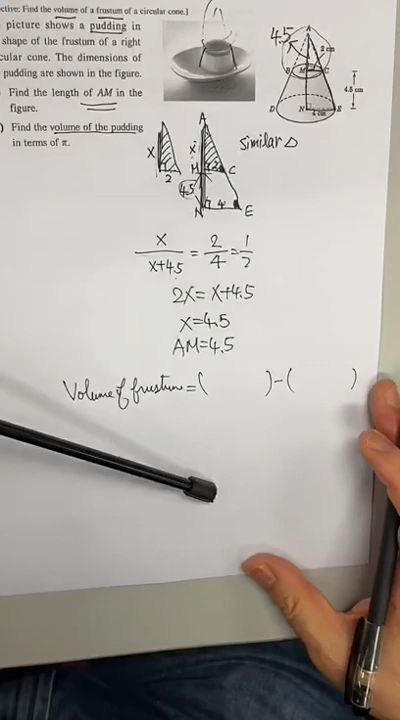 ctive: Find the volume of a frustum of a circular cone.]
picture shows a pudding in
shape of the frustum of a right
cular cone. The dimensions of
pudding are shown in the figure.
Find the length of AM in the
figure.
) Find the volume of the pudding
in terms of π.
4.5
A
2 cm
B M C
4.5 cm
D N E
4 cm
A
x x
M 2 C
2
4.5
N 4 E
Similar △
x/(x+4.5) = 2/4 = 1/2
2x = x+4.5
x=4.5
AM=4.5
Volume of frustum = ( ) - ( )